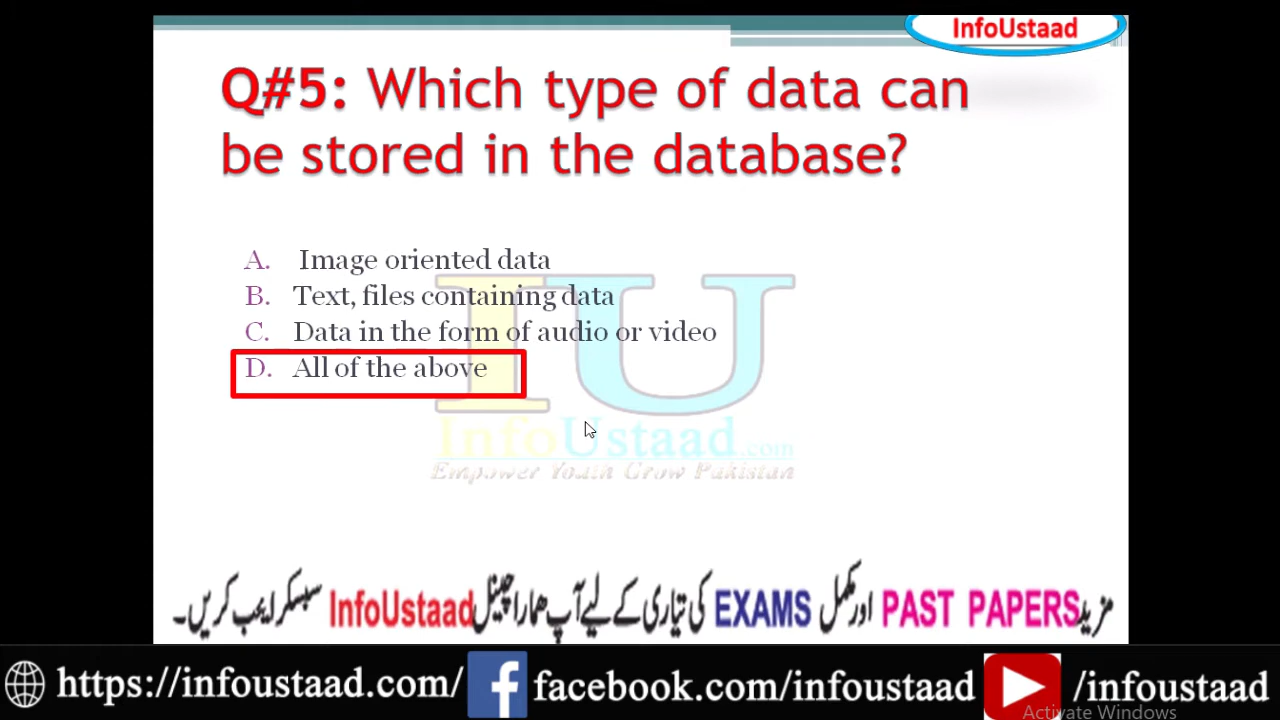 InfoUstaad
Q#5: Which type of data can
be stored in the database?
A. Image oriented data
B. Text, files containing data
C. Data in the form of audio or video
D. All of the above
IU
InfoUstaad.com
Empower Youth Grow Pakistan
مزید PAST PAPERS اور مکمل EXAMS کی تیاری کے لیے آپ ہمارا چینل InfoUstaad سبسکرایب کریں۔
https://infoustaad.com/ facebook.com/infoustaad /infoustaad
Activate Windows